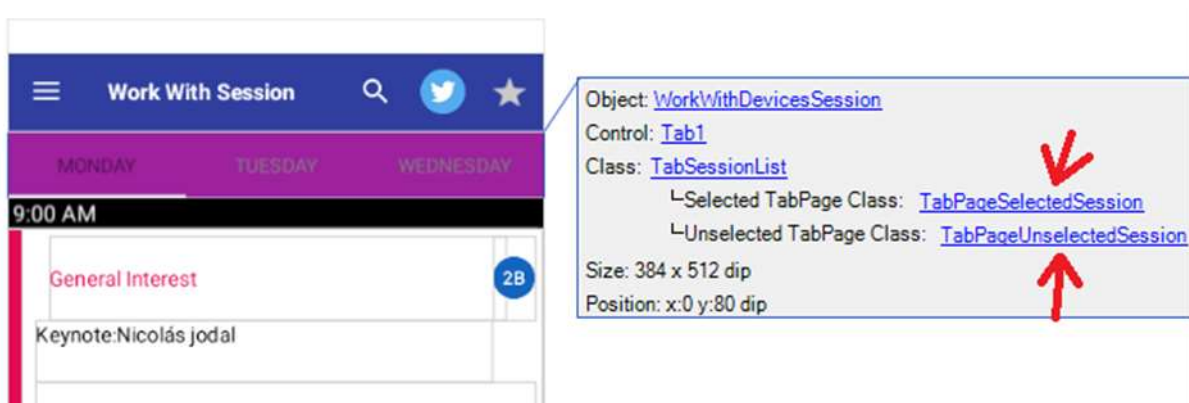 Work With Session
MONDAY TUESDAY WEDNESDAY
9:00 AM
General Interest 2B
Keynote:Nicolás jodal
Object: WorkWithDevicesSession
Control: Tab1
Class: TabSessionList
Selected TabPage Class: TabPageSelectedSession
Unselected TabPage Class: TabPageUnselectedSession
Size: 384 x 512 dip
Position: x:0 y:80 dip